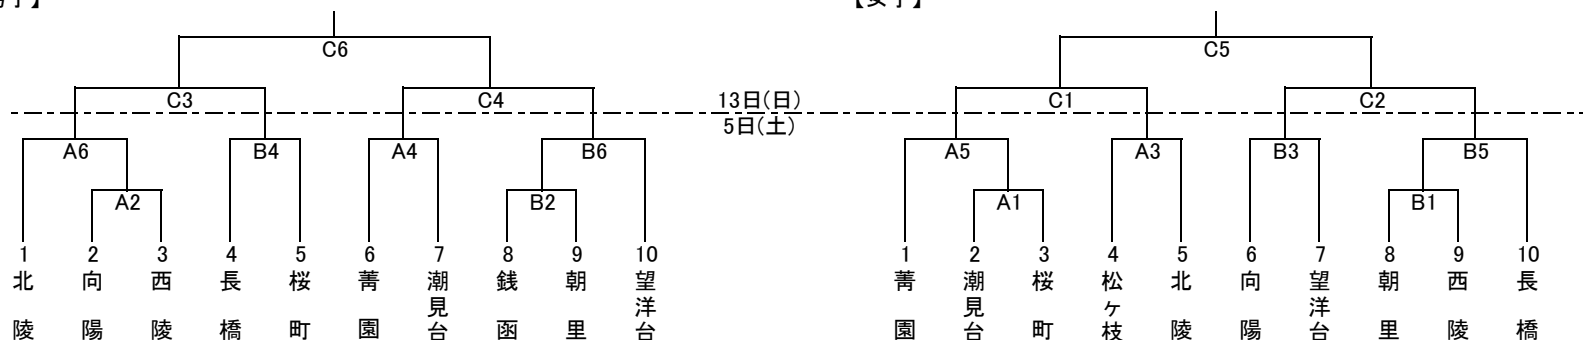 【女子】
C6
C5
C3 C4 13日(日) C1 C2
5日(土)
A6 B4 A4 B6 A5 A3 B3 B5
A2 B2 A1 B1
1 2 3 4 5 6 7 8 9 10 1 2 3 4 5 6 7 8 9 10
北陵 向陽 西陵 長橋 桜町 菁園 潮見台 銭函 朝里 望洋台 菁園 潮見台 桜町 松ヶ枝 北陵 向陽 望洋台 朝里 西陵 長橋